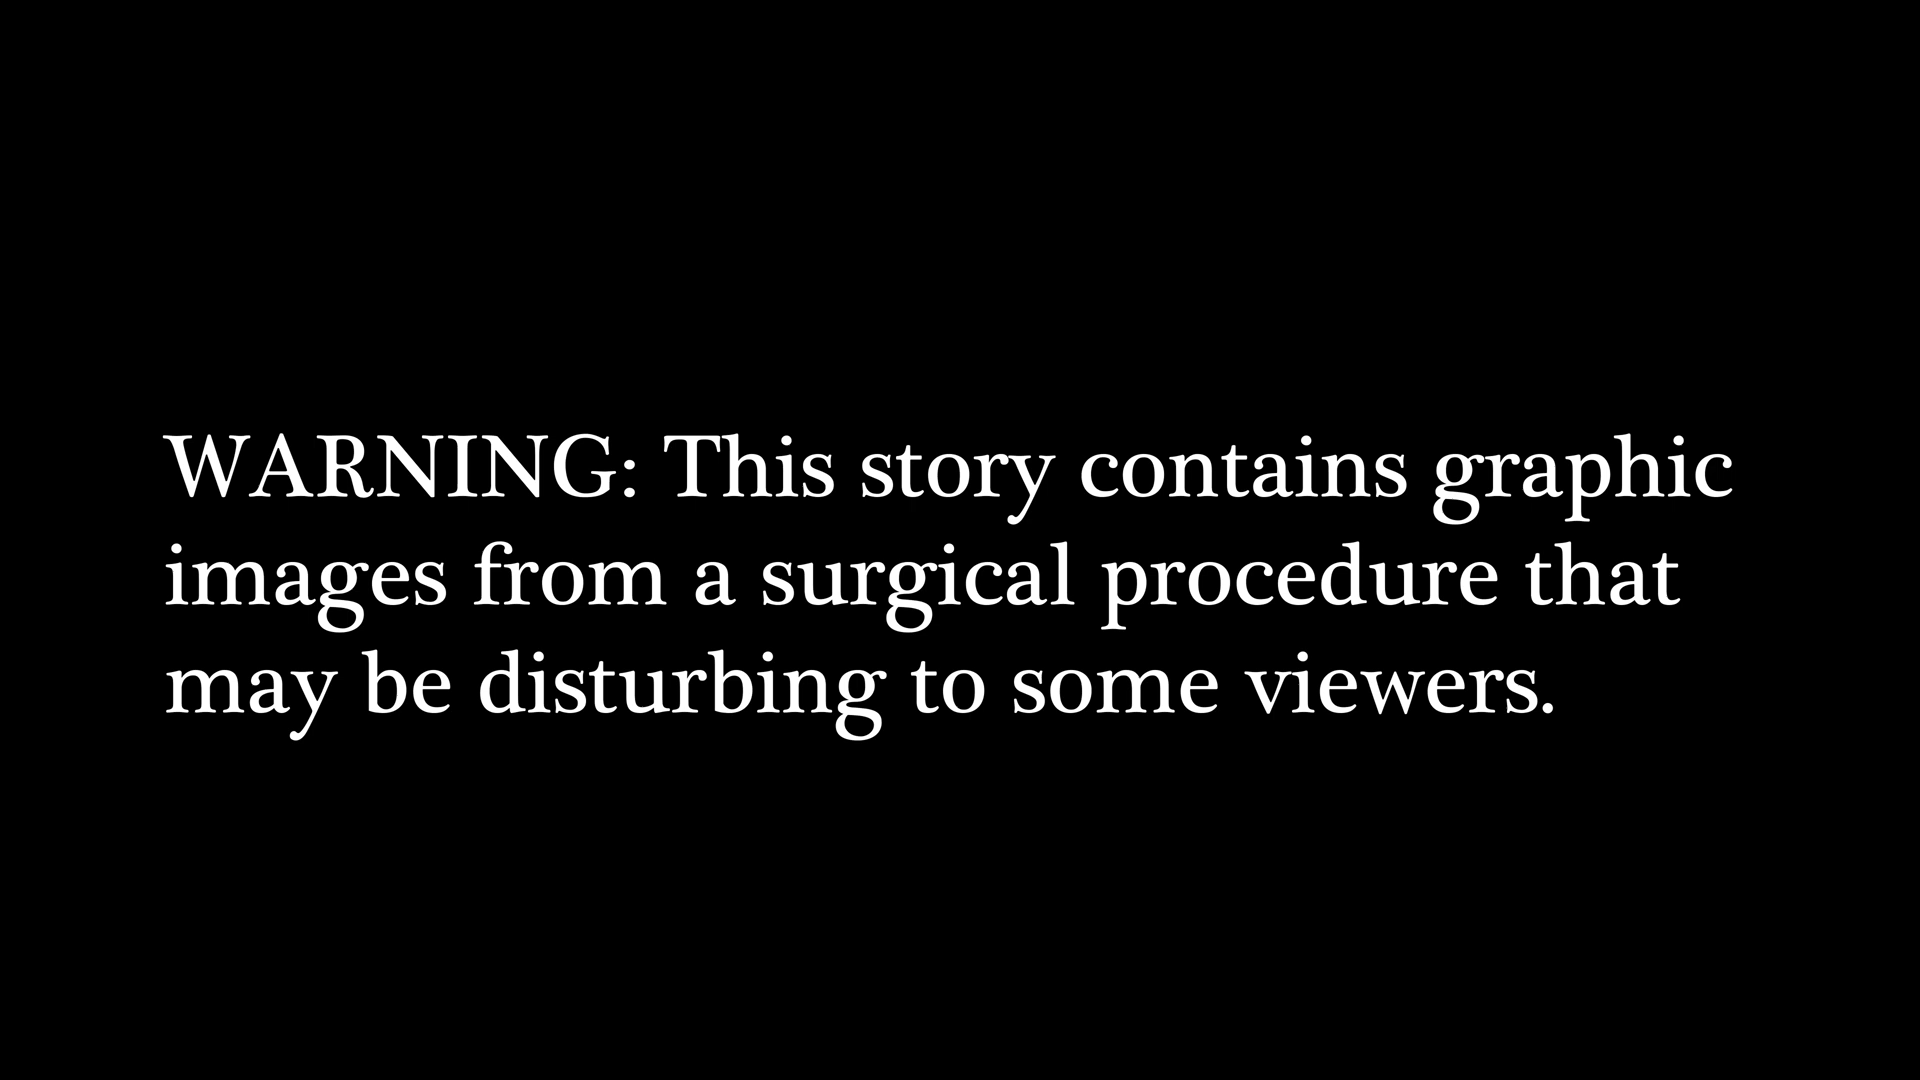 WARNING: This story contains graphic
images from a surgical procedure that
may be disturbing to some viewers.